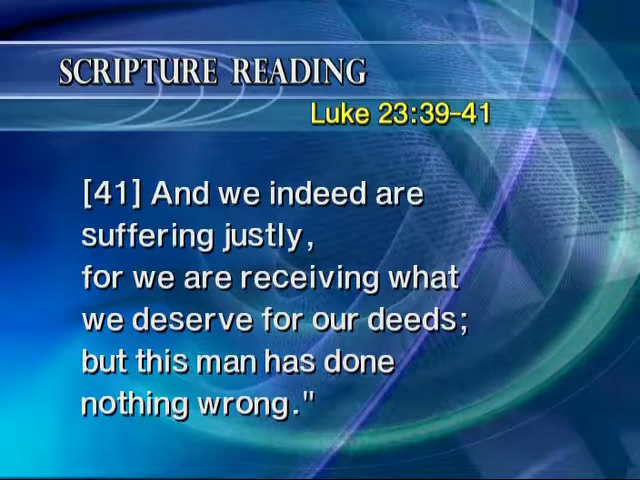 SCRIPTURE READING
Luke 23:39-41
[41] And we indeed are
suffering justly,
for we are receiving what
we deserve for our deeds;
but this man has done
nothing wrong."